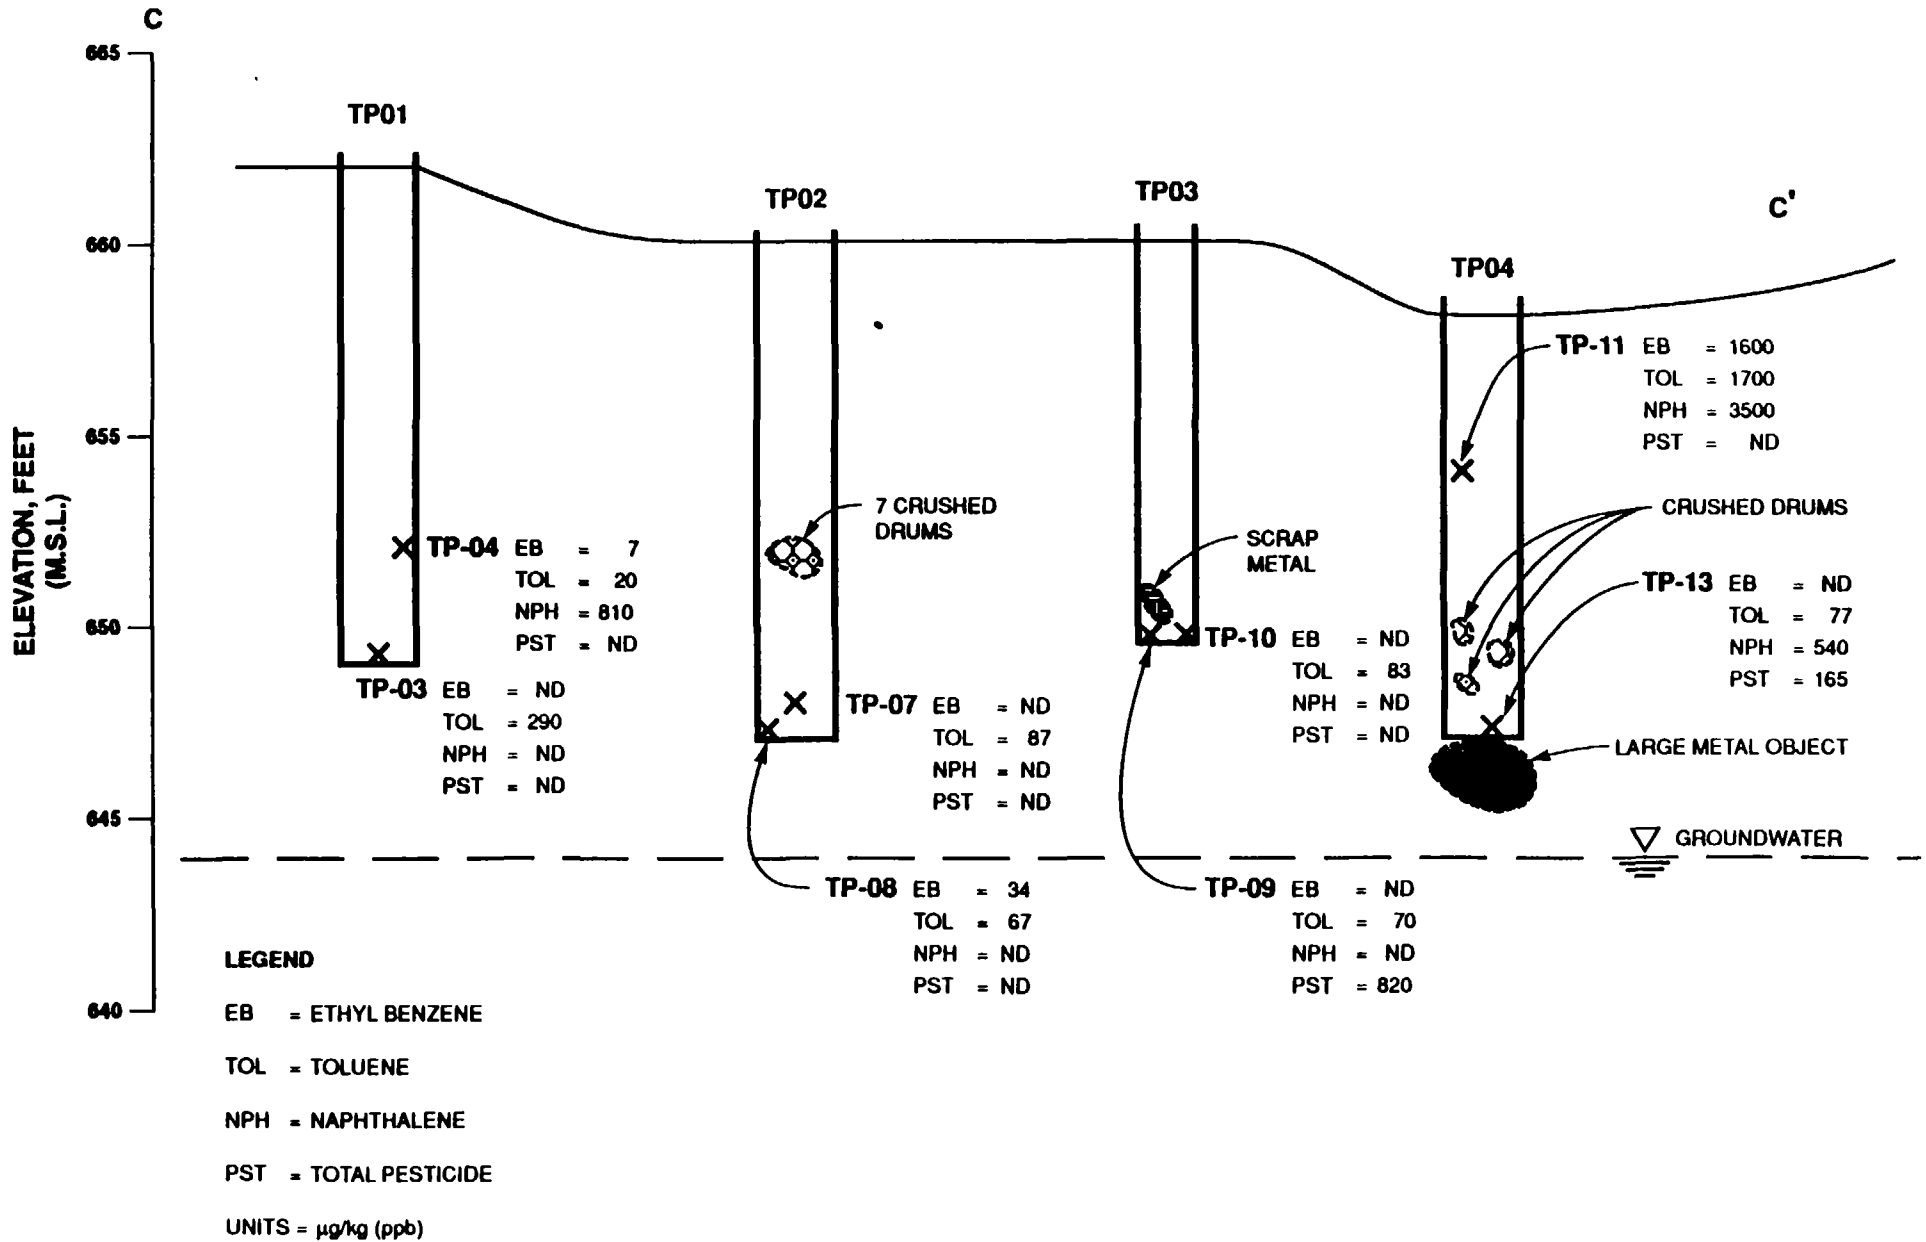 C
665
TP01
TP02
TP03
C'
660
TP04
TP-11 EB = 1600
TOL = 1700
NPH = 3500
PST = ND
655
ELEVATION, FEET
(M.S.L.)
7 CRUSHED
DRUMS
CRUSHED DRUMS
SCRAP
METAL
TP-04 EB = 7
TOL = 20
NPH = 810
PST = ND
TP-13 EB = ND
TOL = 77
NPH = 540
PST = 165
650
TP-10 EB = ND
TOL = 83
NPH = ND
PST = ND
TP-03 EB = ND
TOL = 290
NPH = ND
PST = ND
TP-07 EB = ND
TOL = 87
NPH = ND
PST = ND
LARGE METAL OBJECT
645
GROUNDWATER
TP-08 EB = 34
TOL = 67
NPH = ND
PST = ND
TP-09 EB = ND
TOL = 70
NPH = ND
PST = 820
640
LEGEND
EB = ETHYL BENZENE
TOL = TOLUENE
NPH = NAPHTHALENE
PST = TOTAL PESTICIDE
UNITS = µg/kg (ppb)